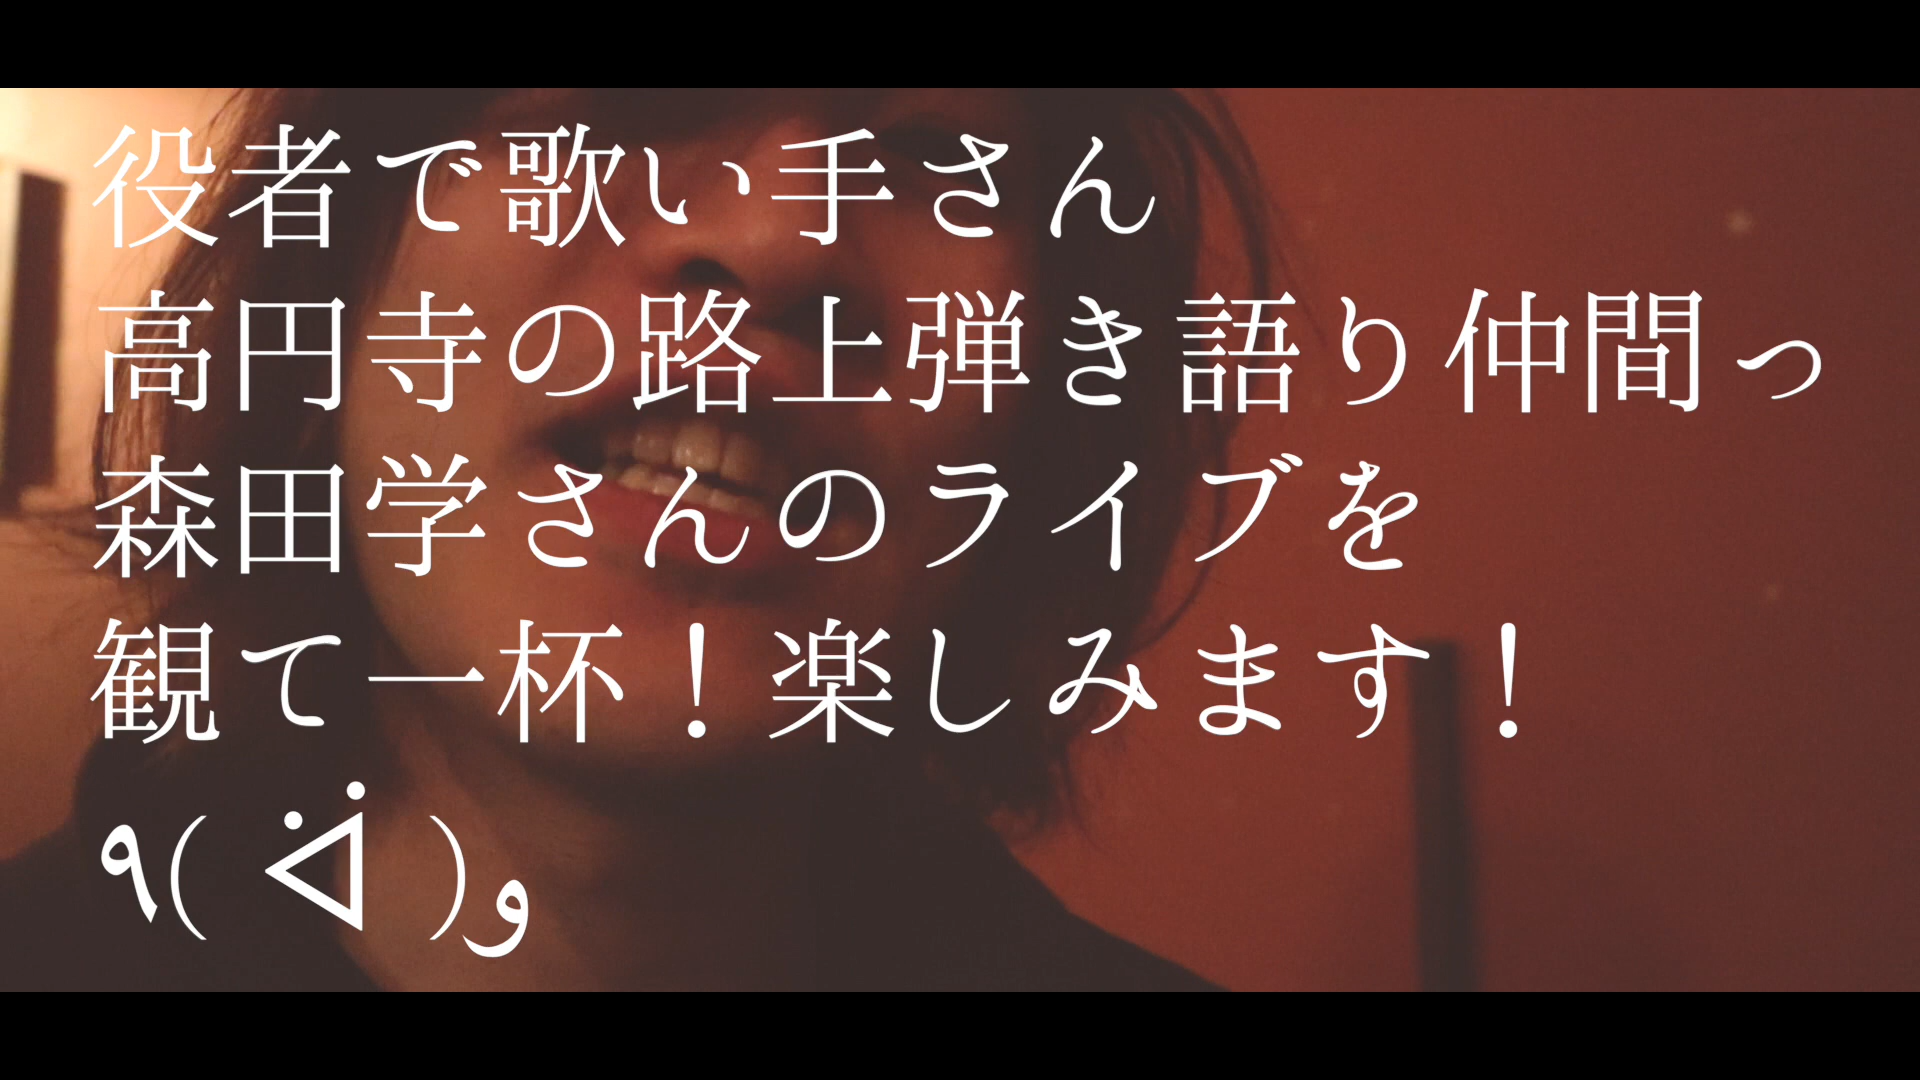 役者で歌い手さん
高円寺の路上弾き語り仲間っ
森田学さんのライブを
観て一杯！楽しみます！
٩( ᐛ )و